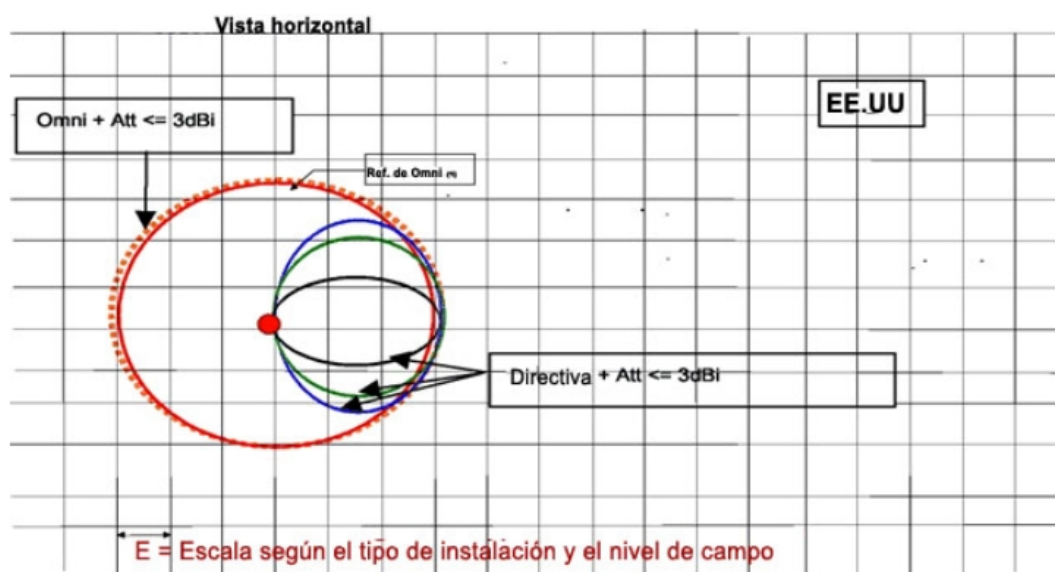 Vista horizontal
EE.UU
Omni + Att <= 3dBi
Ref. de Omni
Directiva + Att <= 3dBi
E = Escala según el tipo de instalación y el nivel de campo